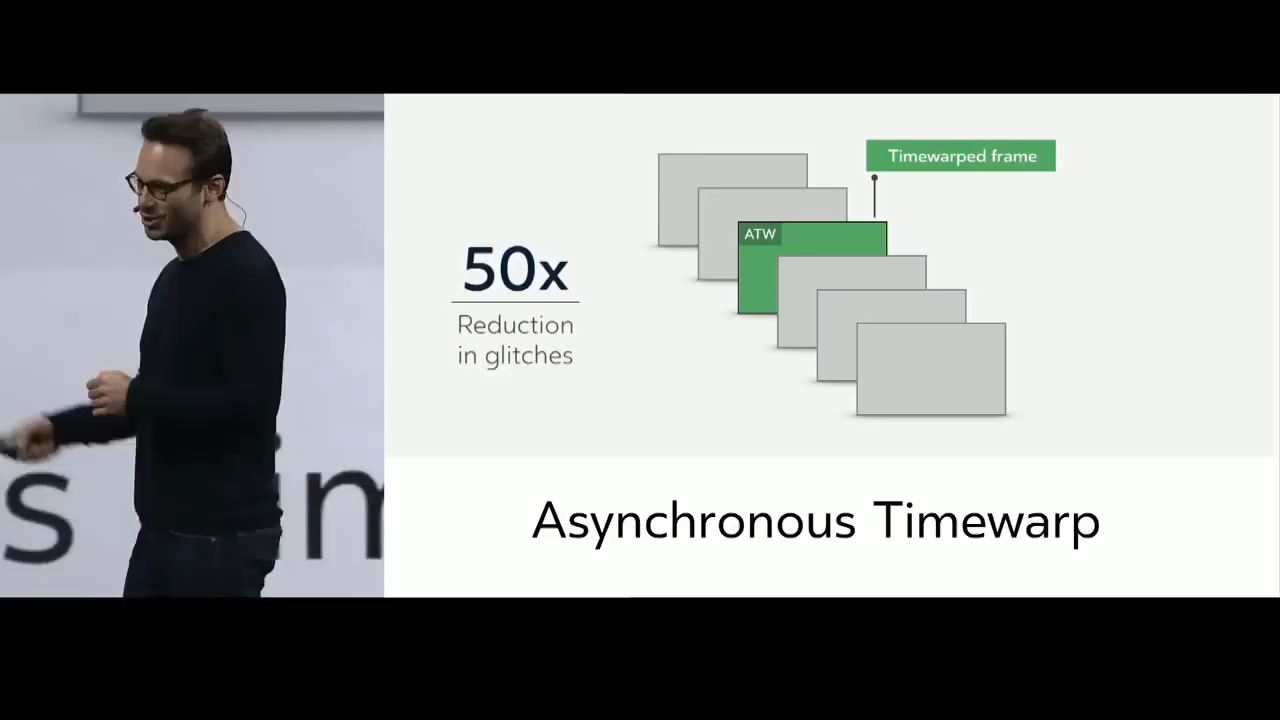 Timewarped frame
ATW
50x
Reduction
in glitches
Asynchronous Timewarp